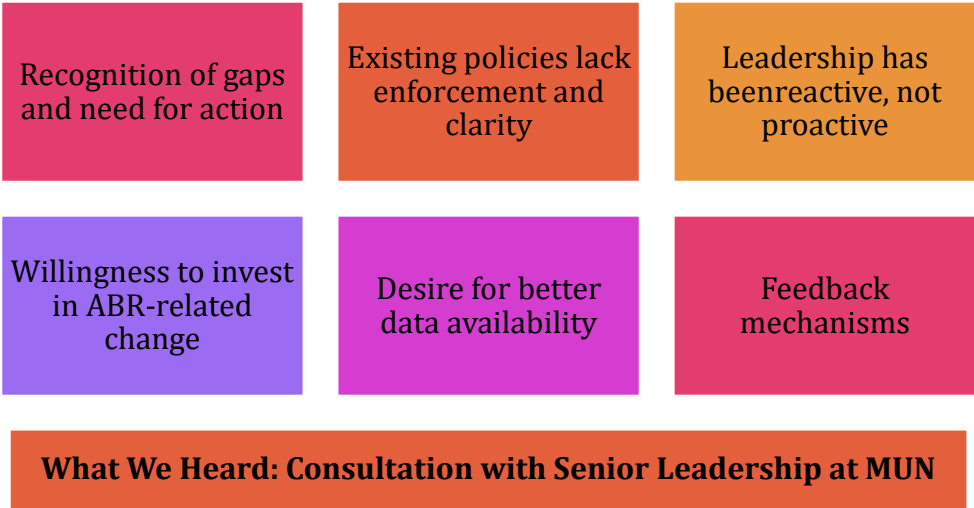 Recognition of gaps
and need for action
Existing policies lack
enforcement and
clarity
Leadership has
beenreactive, not
proactive
Willingness to invest
in ABR-related
change
Desire for better
data availability
Feedback
mechanisms
What We Heard: Consultation with Senior Leadership at MUN